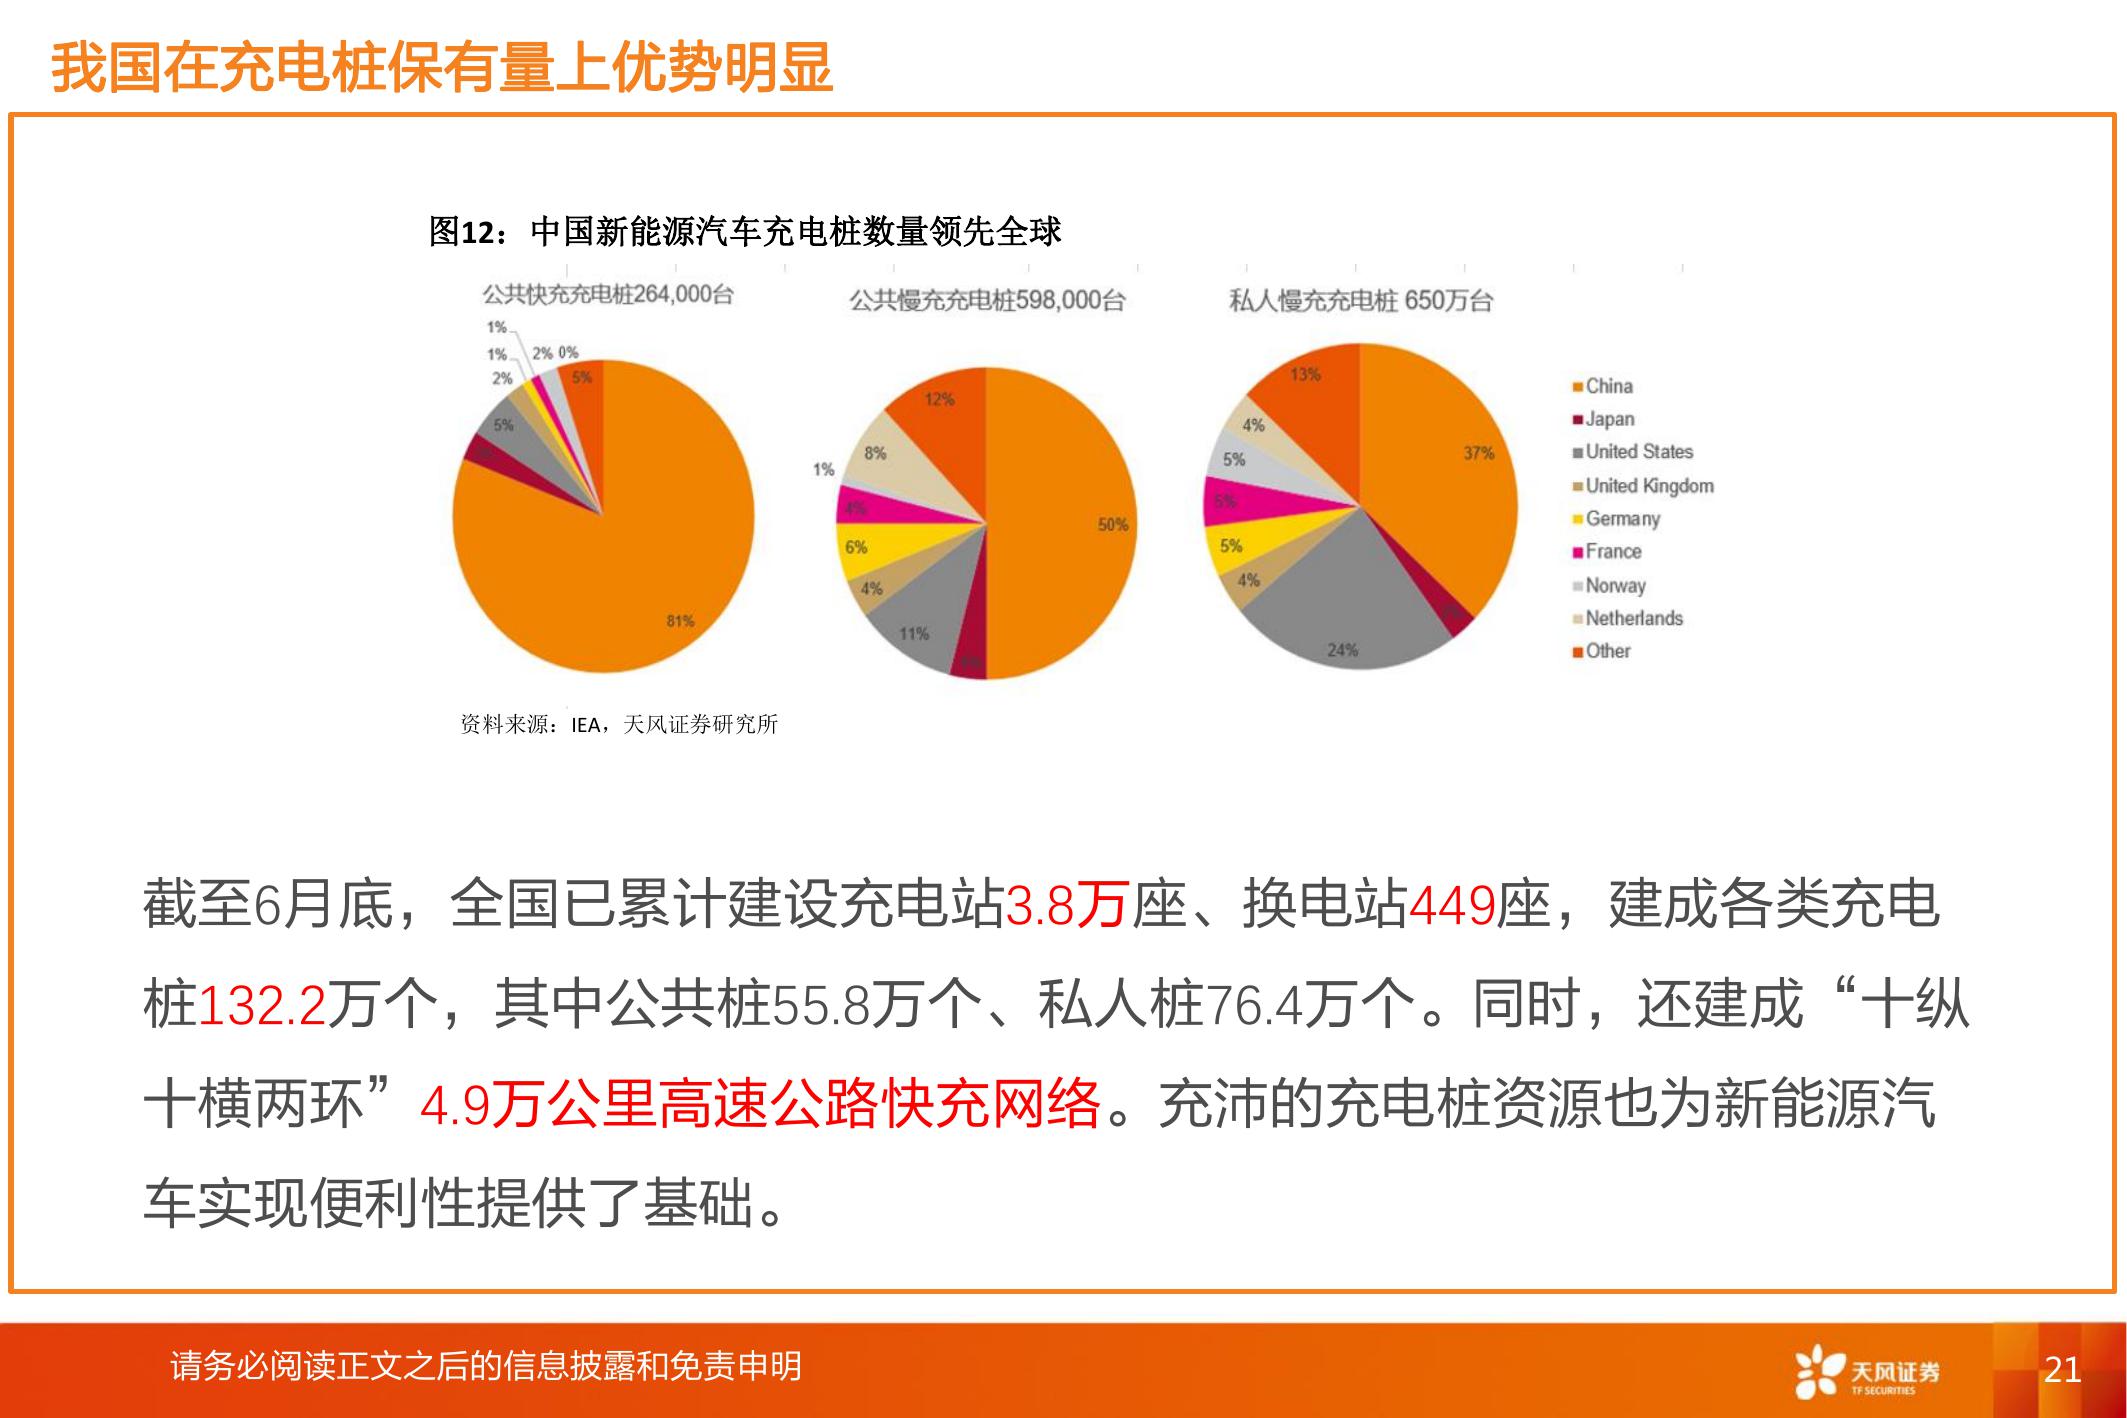 我国在充电桩保有量上优势明显
图12：中国新能源汽车充电桩数量领先全球
公共快充充电桩264,000台
1%
1%
2%
2% 0%
5%
5%
81%
公共慢充充电桩598,000台
12%
8%
1%
4%
6%
4%
11%
50%
私人慢充充电桩 650万台
13%
4%
5%
5%
5%
4%
24%
37%
China
Japan
United States
United Kingdom
Germany
France
Norway
Netherlands
Other
资料来源：IEA，天风证券研究所
截至6月底，全国已累计建设充电站3.8万座、换电站449座，建成各类充电
桩132.2万个，其中公共桩55.8万个、私人桩76.4万个。同时，还建成“十纵
十横两环”4.9万公里高速公路快充网络。充沛的充电桩资源也为新能源汽
车实现便利性提供了基础。
请务必阅读正文之后的信息披露和免责申明
天风证券
TF SECURITIES
21